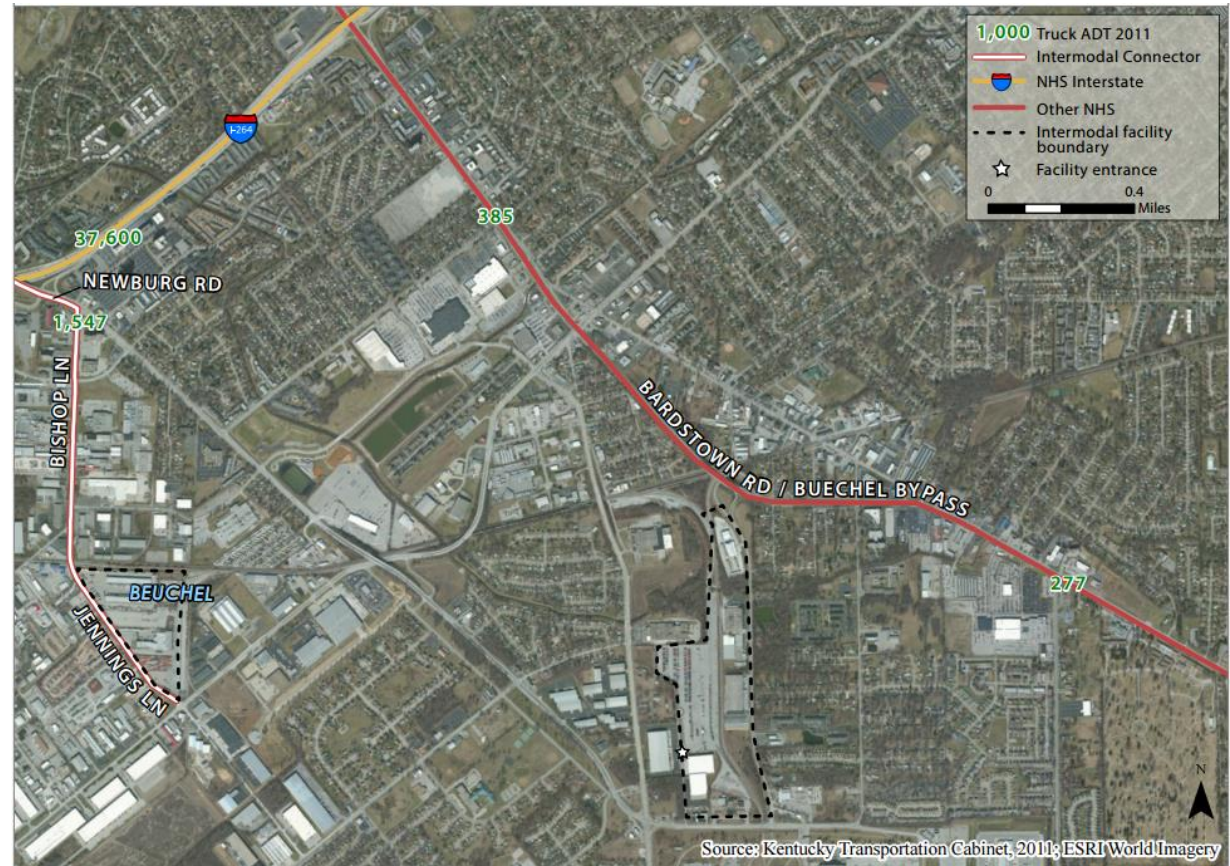 1,000 Truck ADT 2011
Intermodal Connector
NHS Interstate
Other NHS
Intermodal facility
boundary
Facility entrance
0 0.4
Miles
I-264
385
37,600
NEWBURG RD
1,547
BISHOP LN
BARDSTOWN RD / BUECHEL BYPASS
277
BEUCHEL
JENNINGS LN
N
Source: Kentucky Transportation Cabinet, 2011; ESRI World Imagery